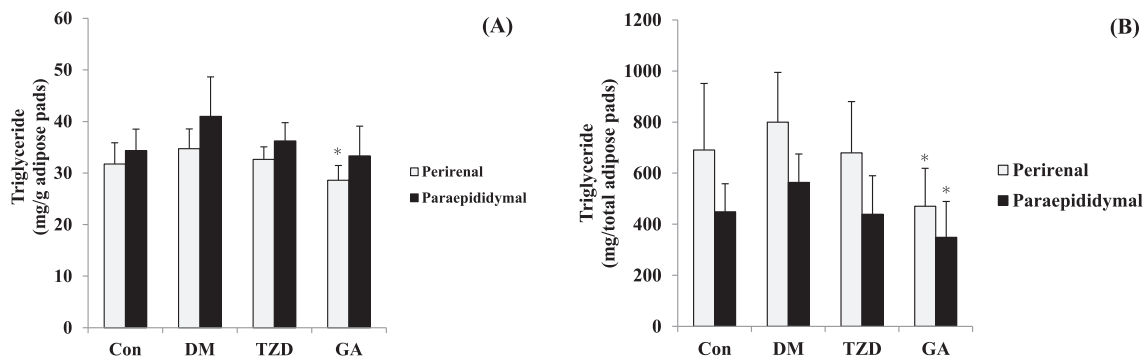 (A)
Triglyceride
(mg/g adipose pads)
60
50
40
30
20
10
0
*
Con DM TZD GA
Perirenal
Paraepididymal
(B)
Triglyceride
(mg/total adipose pads)
1200
1000
800
600
400
200
0
*
*
Con DM TZD GA
Perirenal
Paraepididymal